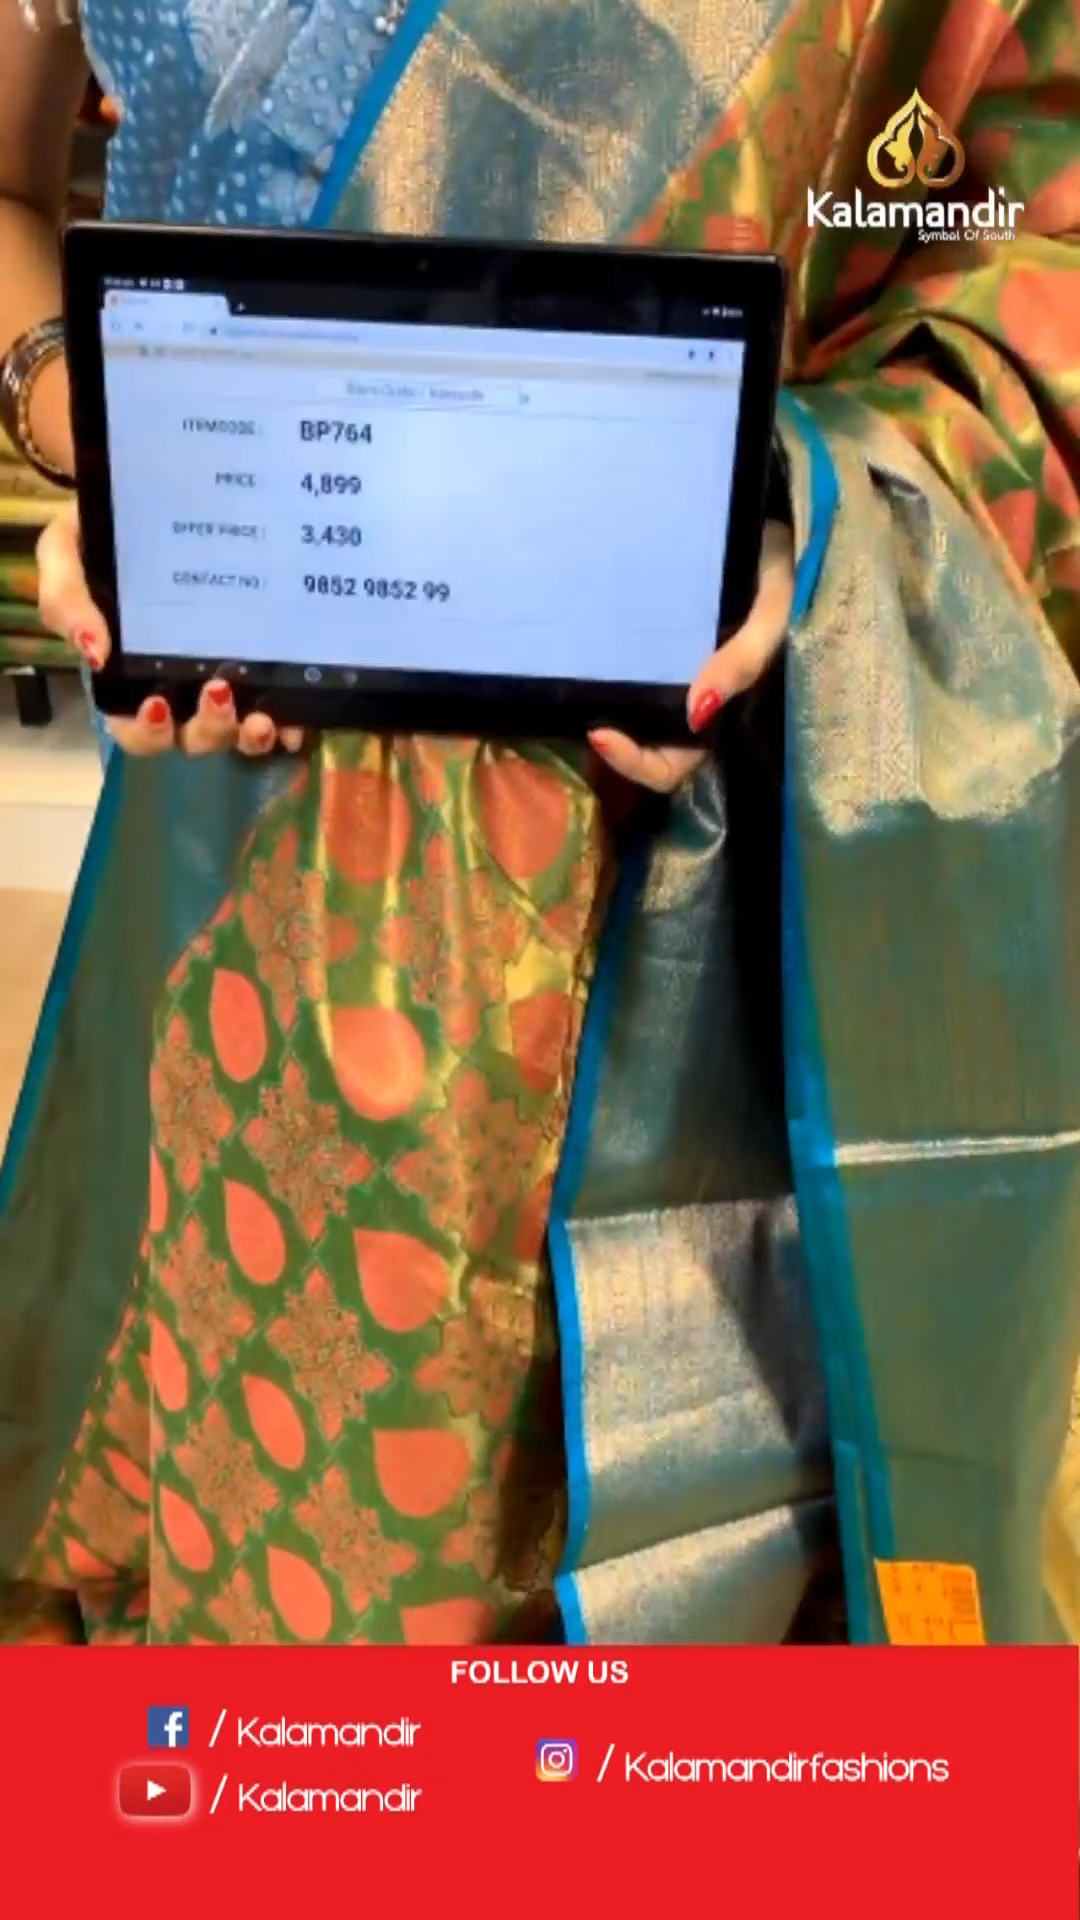 Kalamandir
Symbol Of South
ITEMCODE : BP764
PRICE : 4,899
OFFER PRICE : 3,430
CONTACT NO : 9852 9852 99
FOLLOW US
/ Kalamandir
/ Kalamandir
/ Kalamandirfashions